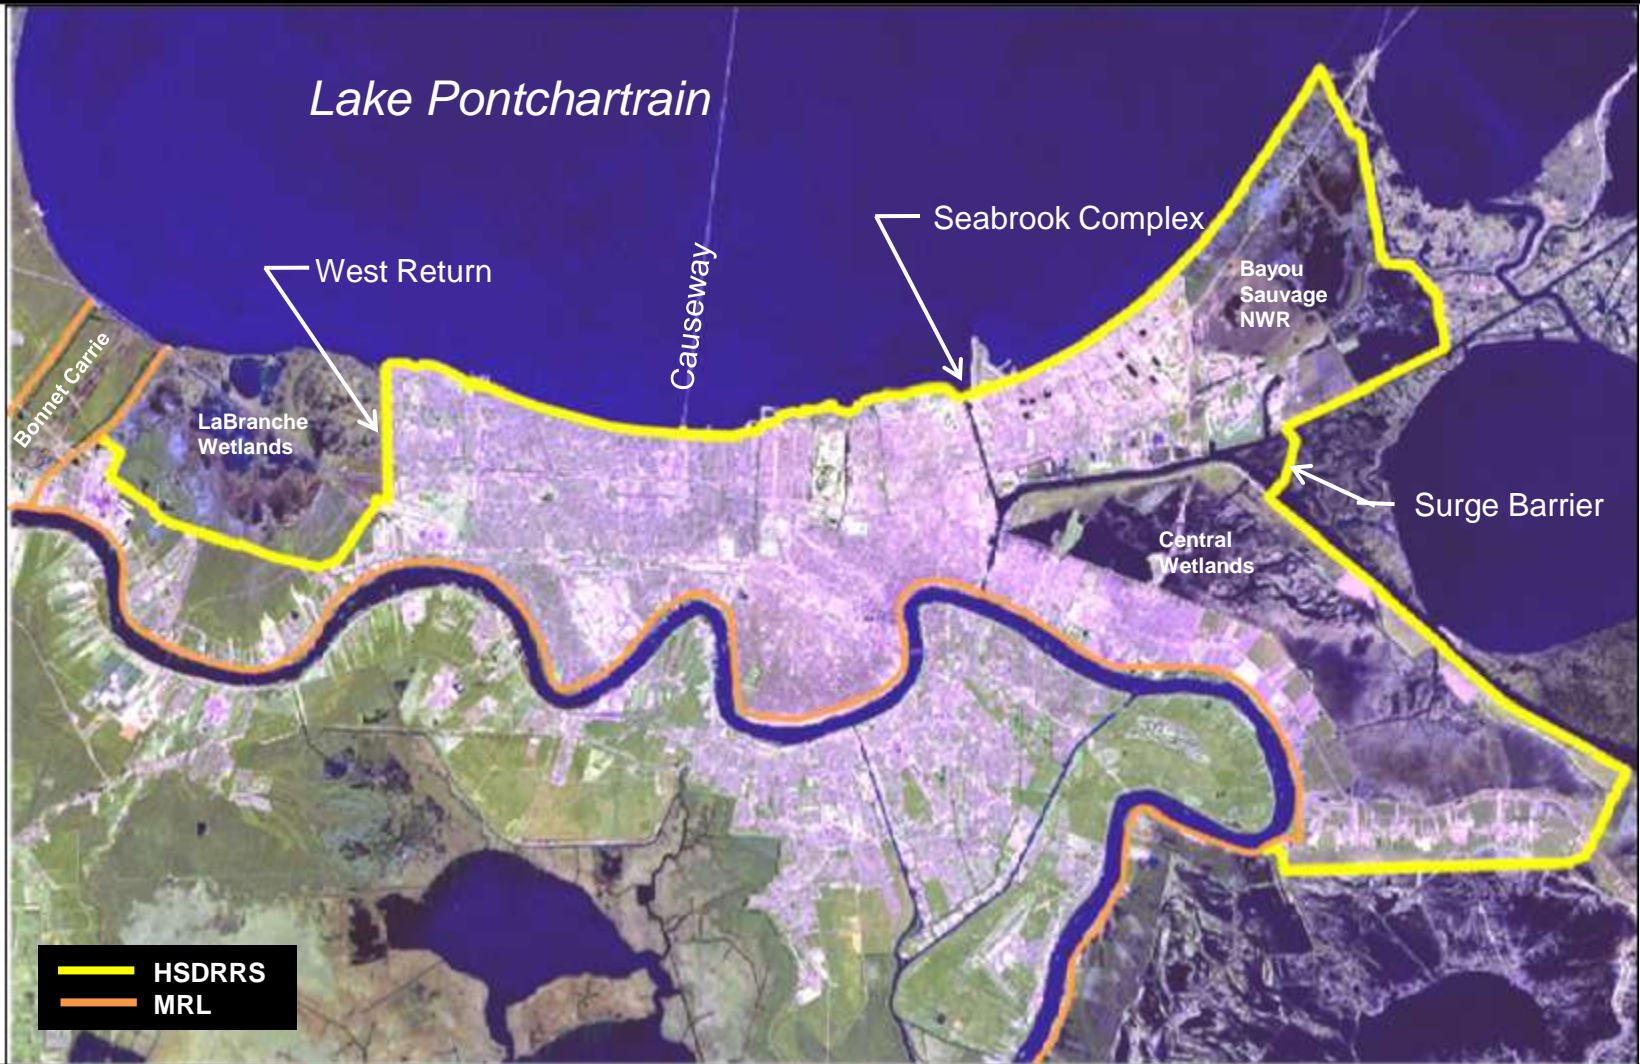 Lake Pontchartrain
Seabrook Complex
West Return
Causeway
Bayou
Sauvage
NWR
Bonnet Carrie
LaBranche
Wetlands
Surge Barrier
Central
Wetlands
HSDRRS
MRL